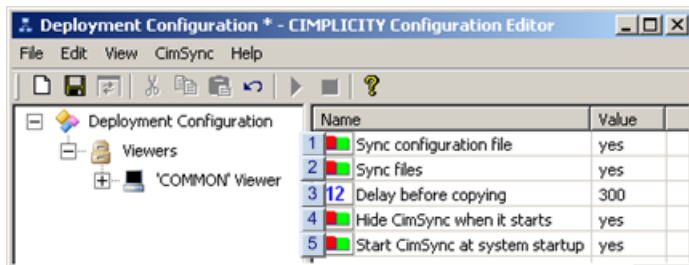 Deployment Configuration * - CIMPLICITY Configuration Editor
File Edit View CimSync Help
Deployment Configuration
Viewers
'COMMON' Viewer
Name Value
1 Sync configuration file yes
2 Sync files yes
3 12 Delay before copying 300
4 Hide CimSync when it starts yes
5 Start CimSync at system startup yes